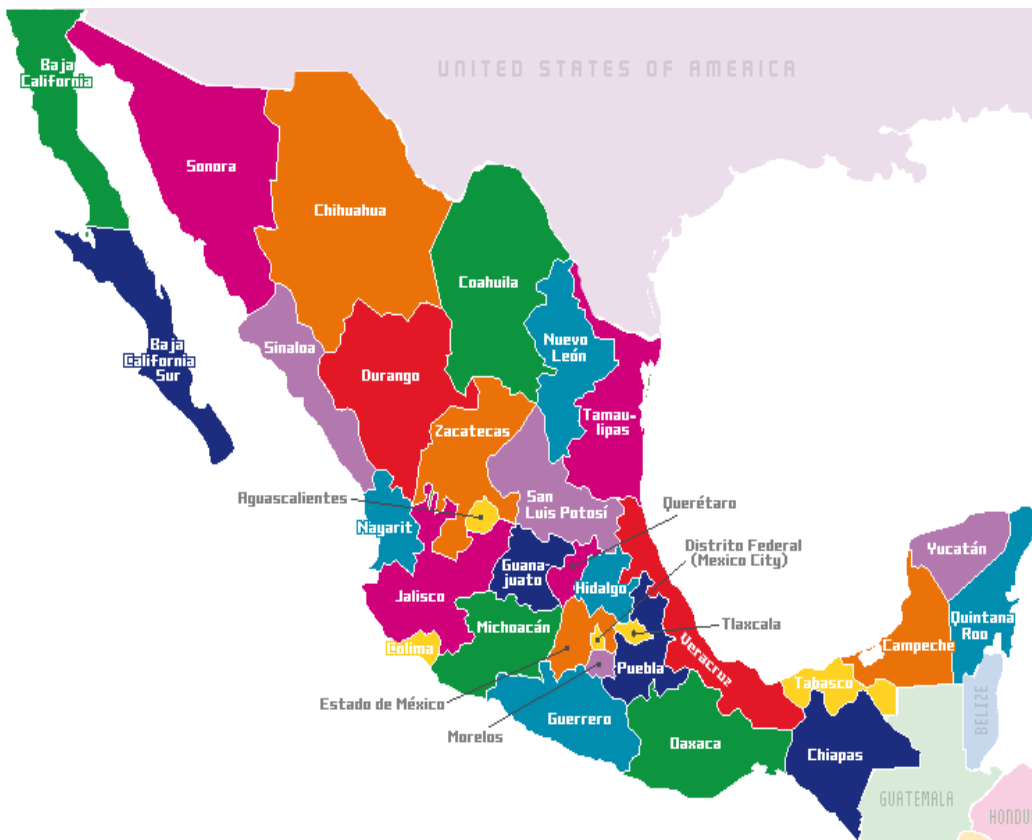 UNITED STATES OF AMERICA
Baja
California
Sonora
Chihuahua
Coahuila
Baja
California
Sur
Sinaloa
Nuevo
León
Durango
Tamau-
lipas
Zacatecas
Aguascalientes
San
Luis Potosí
Querétaro
Nayarit
Distrito Federal
(Mexico City)
Yucatán
Guana-
juato
Hidalgo
Jalisco
Quintana
Roo
Michoacán
Tlaxcala
Colima
Campeche
Veracruz
Puebla
Tabasco
Estado de México
BELIZE
Guerrero
Morelos
Oaxaca
Chiapas
GUATEMALA
HONDU